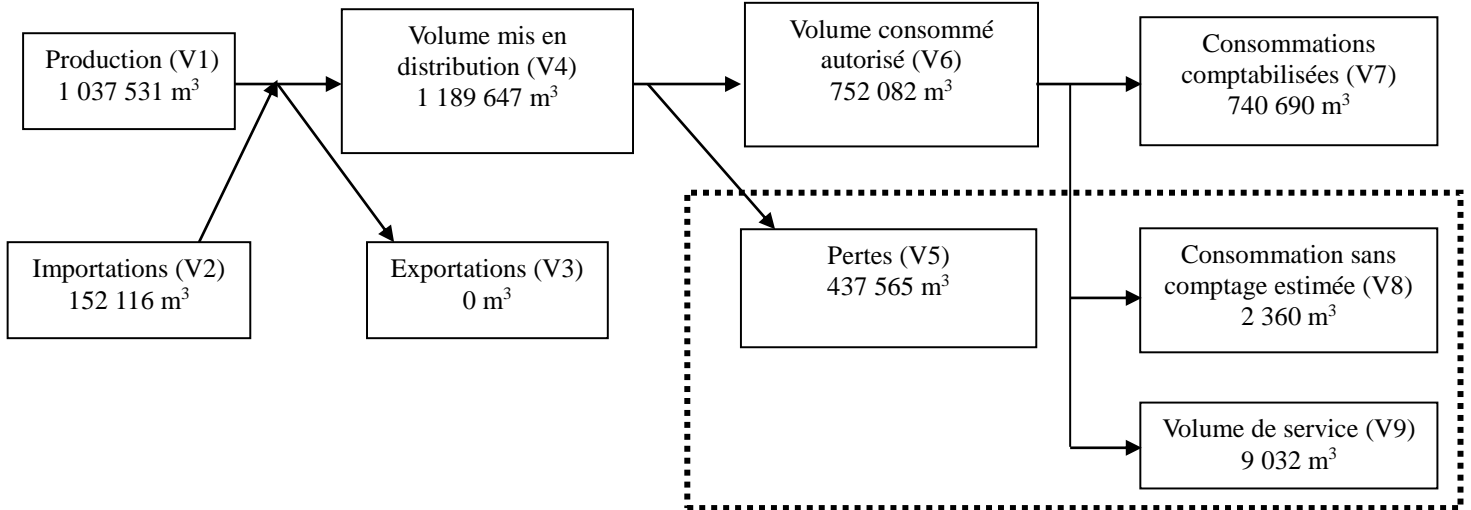 Production (V1)
1 037 531 m³
Volume mis en
distribution (V4)
1 189 647 m³
Volume consommé
autorisé (V6)
752 082 m³
Consommations
comptabilisées (V7)
740 690 m³
Importations (V2)
152 116 m³
Exportations (V3)
0 m³
Pertes (V5)
437 565 m³
Consommation sans
comptage estimée (V8)
2 360 m³
Volume de service (V9)
9 032 m³